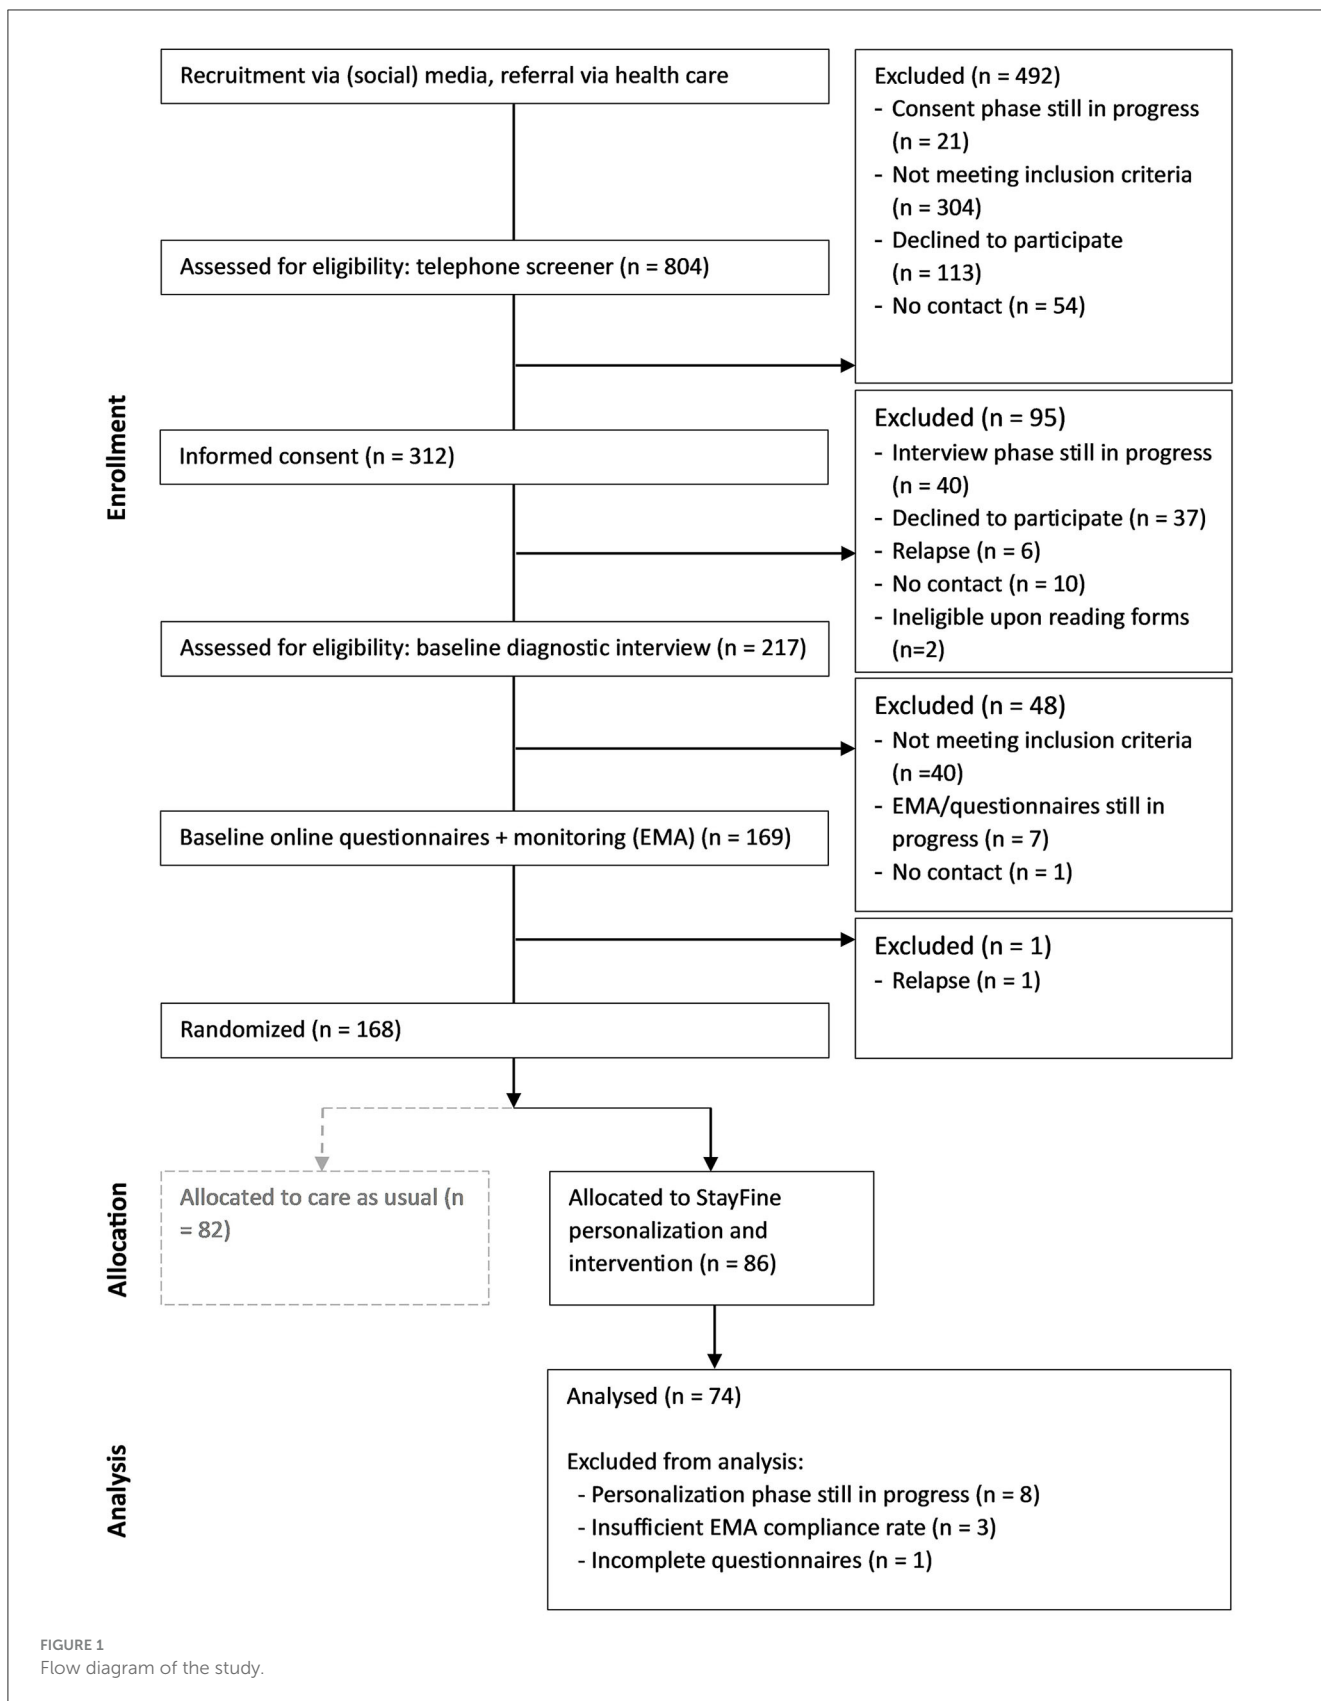 Recruitment via (social) media, referral via health care
Excluded (n = 492)
- Consent phase still in progress
(n = 21)
- Not meeting inclusion criteria
(n = 304)
- Declined to participate
(n = 113)
- No contact (n = 54)
Assessed for eligibility: telephone screener (n = 804)
Enrollment
Informed consent (n = 312)
Excluded (n = 95)
- Interview phase still in progress
(n = 40)
- Declined to participate (n = 37)
- Relapse (n = 6)
- No contact (n = 10)
- Ineligible upon reading forms
(n=2)
Assessed for eligibility: baseline diagnostic interview (n = 217)
Excluded (n = 48)
- Not meeting inclusion criteria
(n =40)
- EMA/questionnaires still in
progress (n = 7)
- No contact (n = 1)
Baseline online questionnaires + monitoring (EMA) (n = 169)
Excluded (n = 1)
- Relapse (n = 1)
Randomized (n = 168)
Allocation
Allocated to care as usual (n
= 82)
Allocated to StayFine
personalization and
intervention (n = 86)
Analysis
Analysed (n = 74)
Excluded from analysis:
- Personalization phase still in progress (n = 8)
- Insufficient EMA compliance rate (n = 3)
- Incomplete questionnaires (n = 1)
FIGURE 1
Flow diagram of the study.